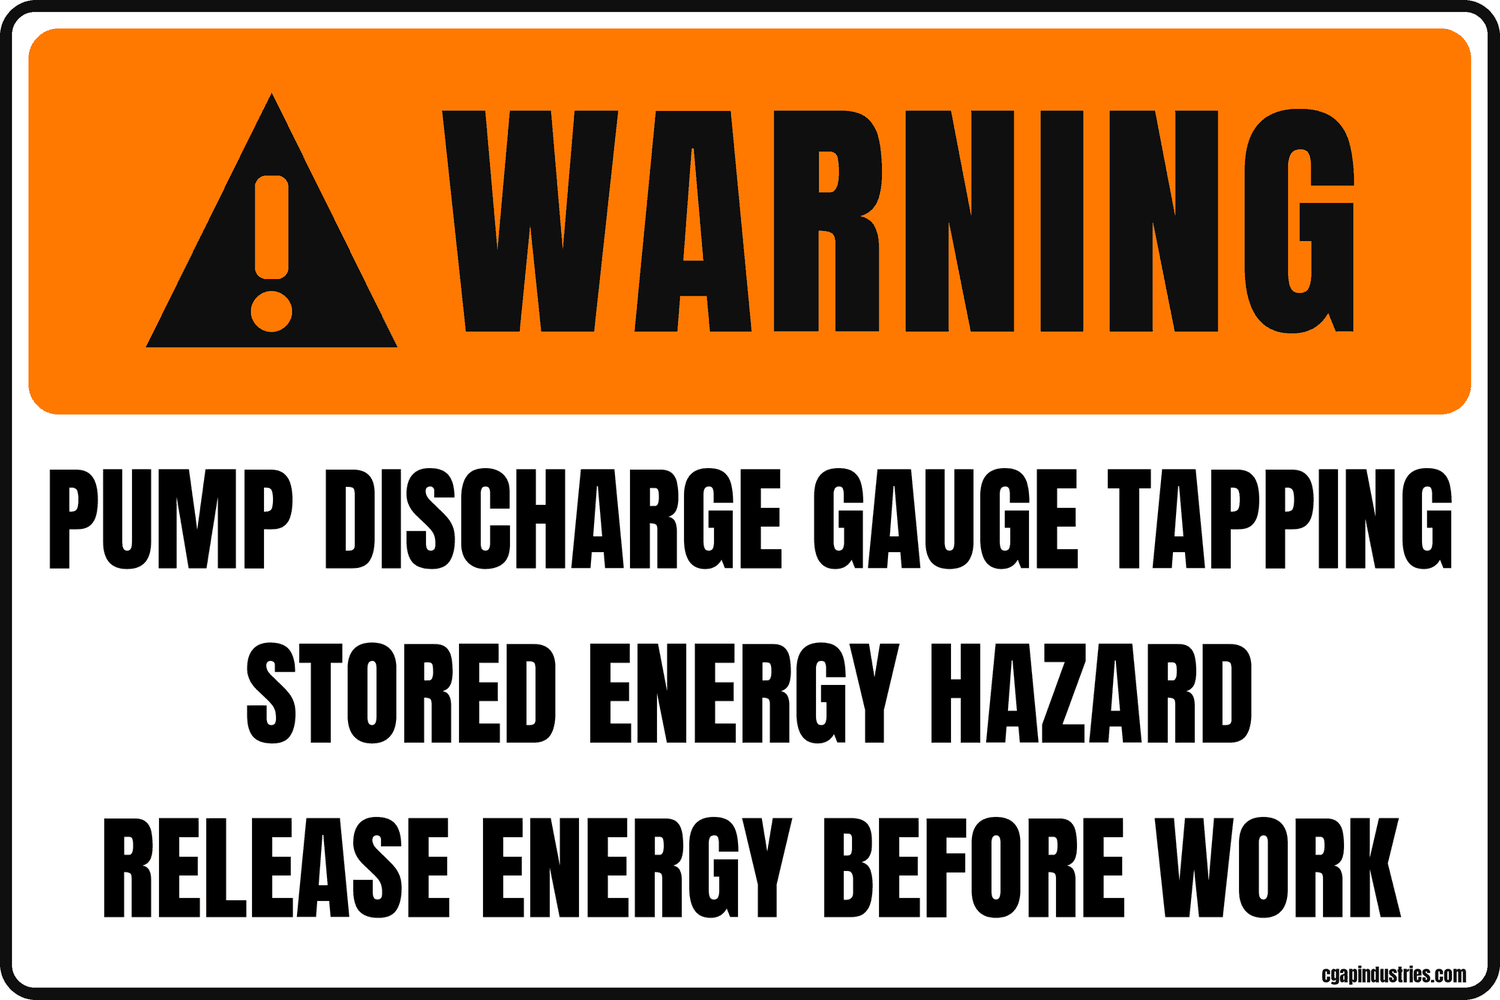 WARNING
PUMP DISCHARGE GAUGE TAPPING
STORED ENERGY HAZARD
RELEASE ENERGY BEFORE WORK
cgapindustries.com